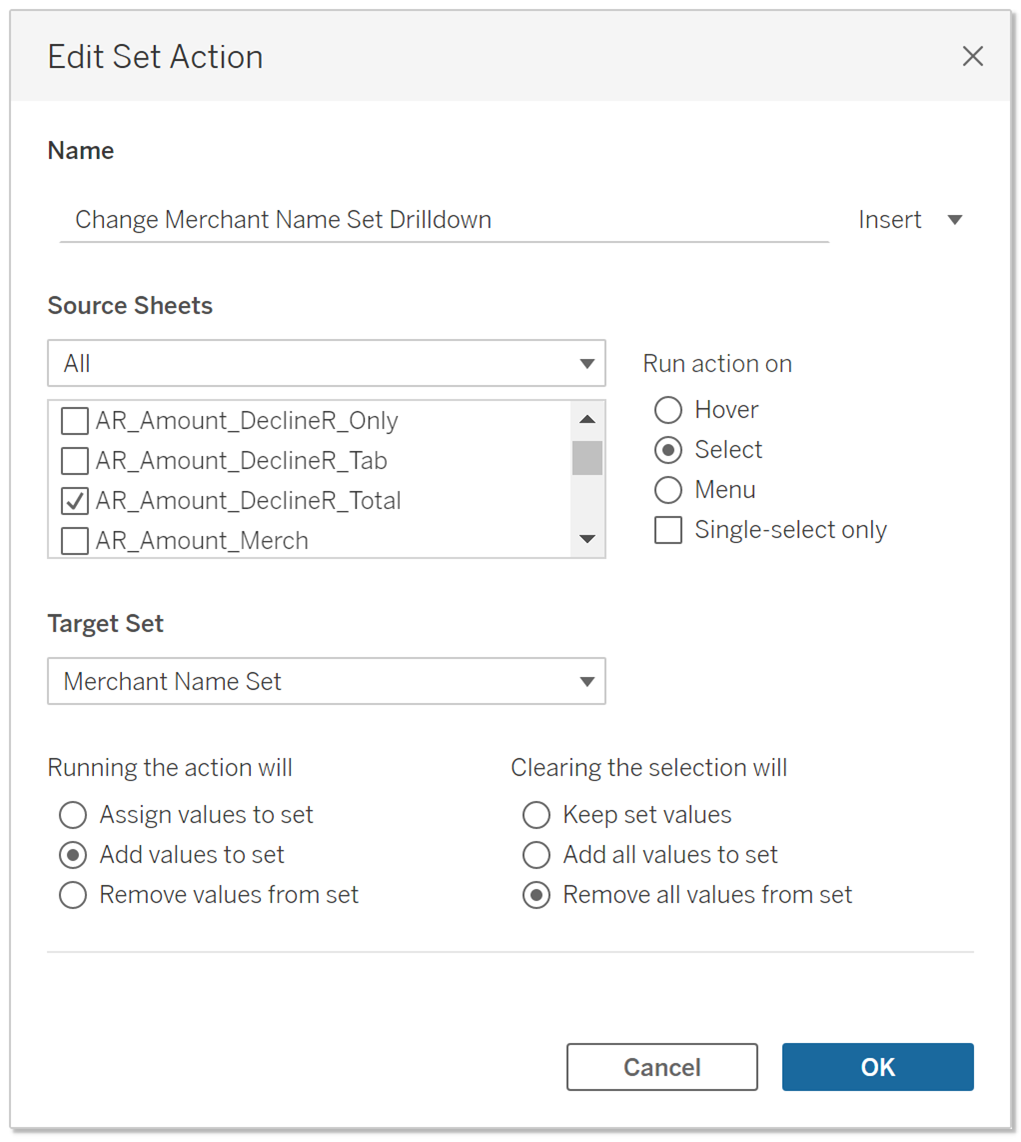 Edit Set Action
Name
Change Merchant Name Set Drilldown
Insert
Source Sheets
All
Run action on
AR_Amount_DeclineR_Only
AR_Amount_DeclineR_Tab
AR_Amount_DeclineR_Total
AR_Amount_Merch
Hover
Select
Menu
Single-select only
Target Set
Merchant Name Set
Running the action will
Assign values to set
Add values to set
Remove values from set
Clearing the selection will
Keep set values
Add all values to set
Remove all values from set
Cancel
OK